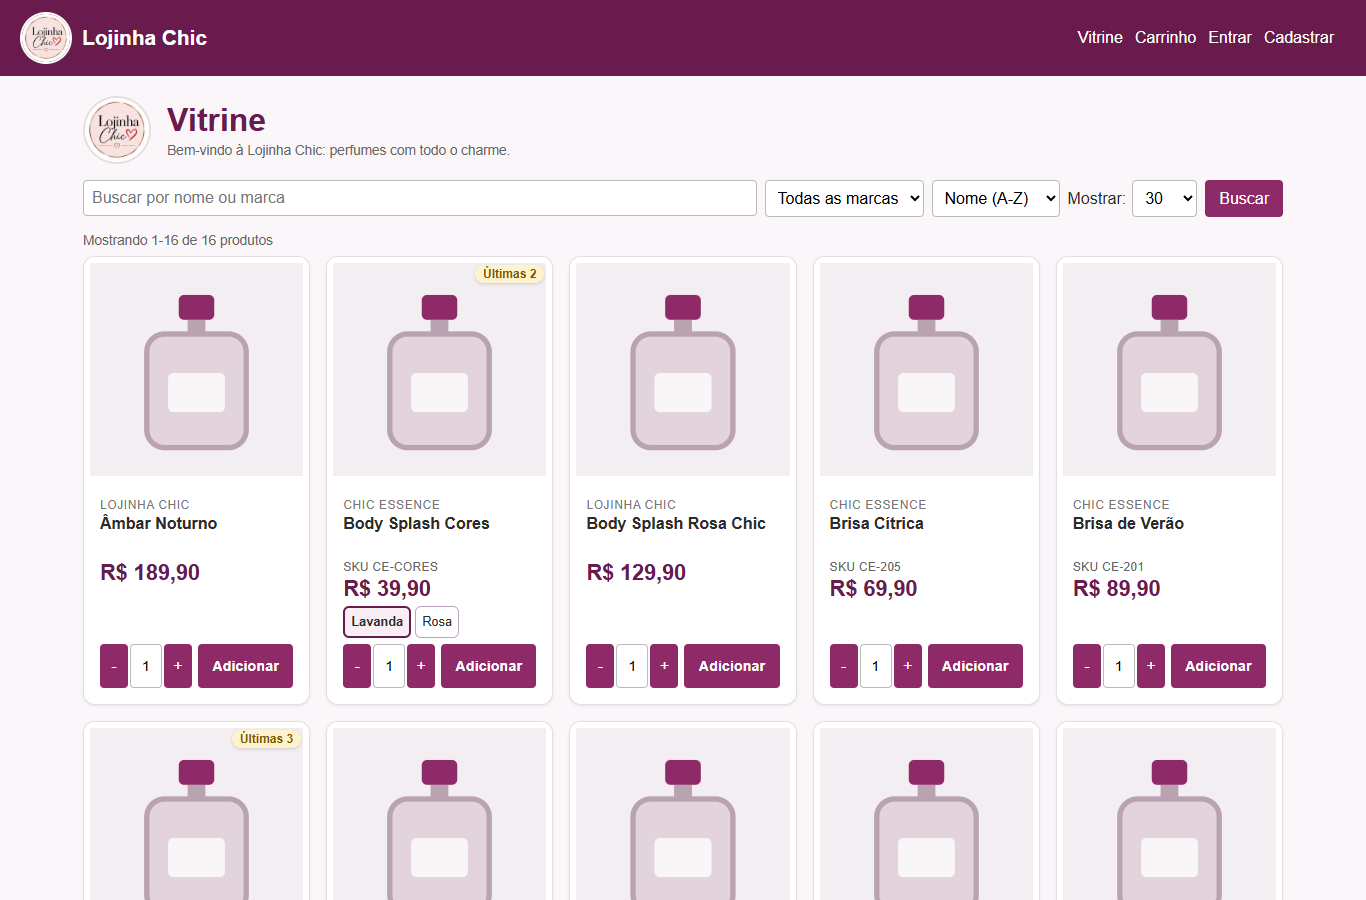 Lojinha Chic
Lojinha Chic
Vitrine Carrinho Entrar Cadastrar
Lojinha Chic
Vitrine
Bem-vindo à Lojinha Chic: perfumes com todo o charme.
Buscar por nome ou marca
Todas as marcas
Nome (A-Z)
Mostrar:
30
Buscar
Mostrando 1-16 de 16 produtos
LOJINHA CHIC
Âmbar Noturno
R$ 189,90
- 1 + Adicionar
Últimas 2
CHIC ESSENCE
Body Splash Cores
SKU CE-CORES
R$ 39,90
Lavanda Rosa
- 1 + Adicionar
LOJINHA CHIC
Body Splash Rosa Chic
R$ 129,90
- 1 + Adicionar
CHIC ESSENCE
Brisa Cítrica
SKU CE-205
R$ 69,90
- 1 + Adicionar
CHIC ESSENCE
Brisa de Verão
SKU CE-201
R$ 89,90
- 1 + Adicionar
Últimas 3